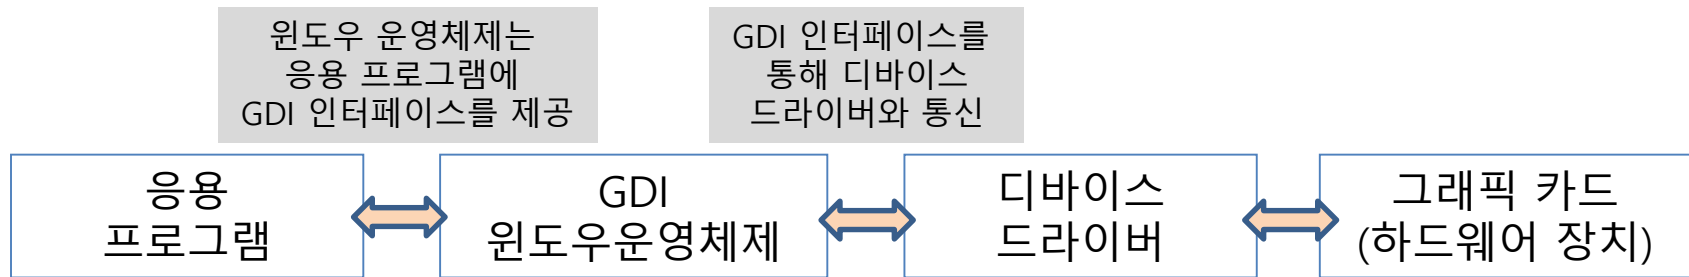 윈도우 운영체제는
응용 프로그램에
GDI 인터페이스를 제공
GDI 인터페이스를
통해 디바이스
드라이버와 통신
응용
프로그램
GDI
윈도우운영체제
디바이스
드라이버
그래픽 카드
(하드웨어 장치)